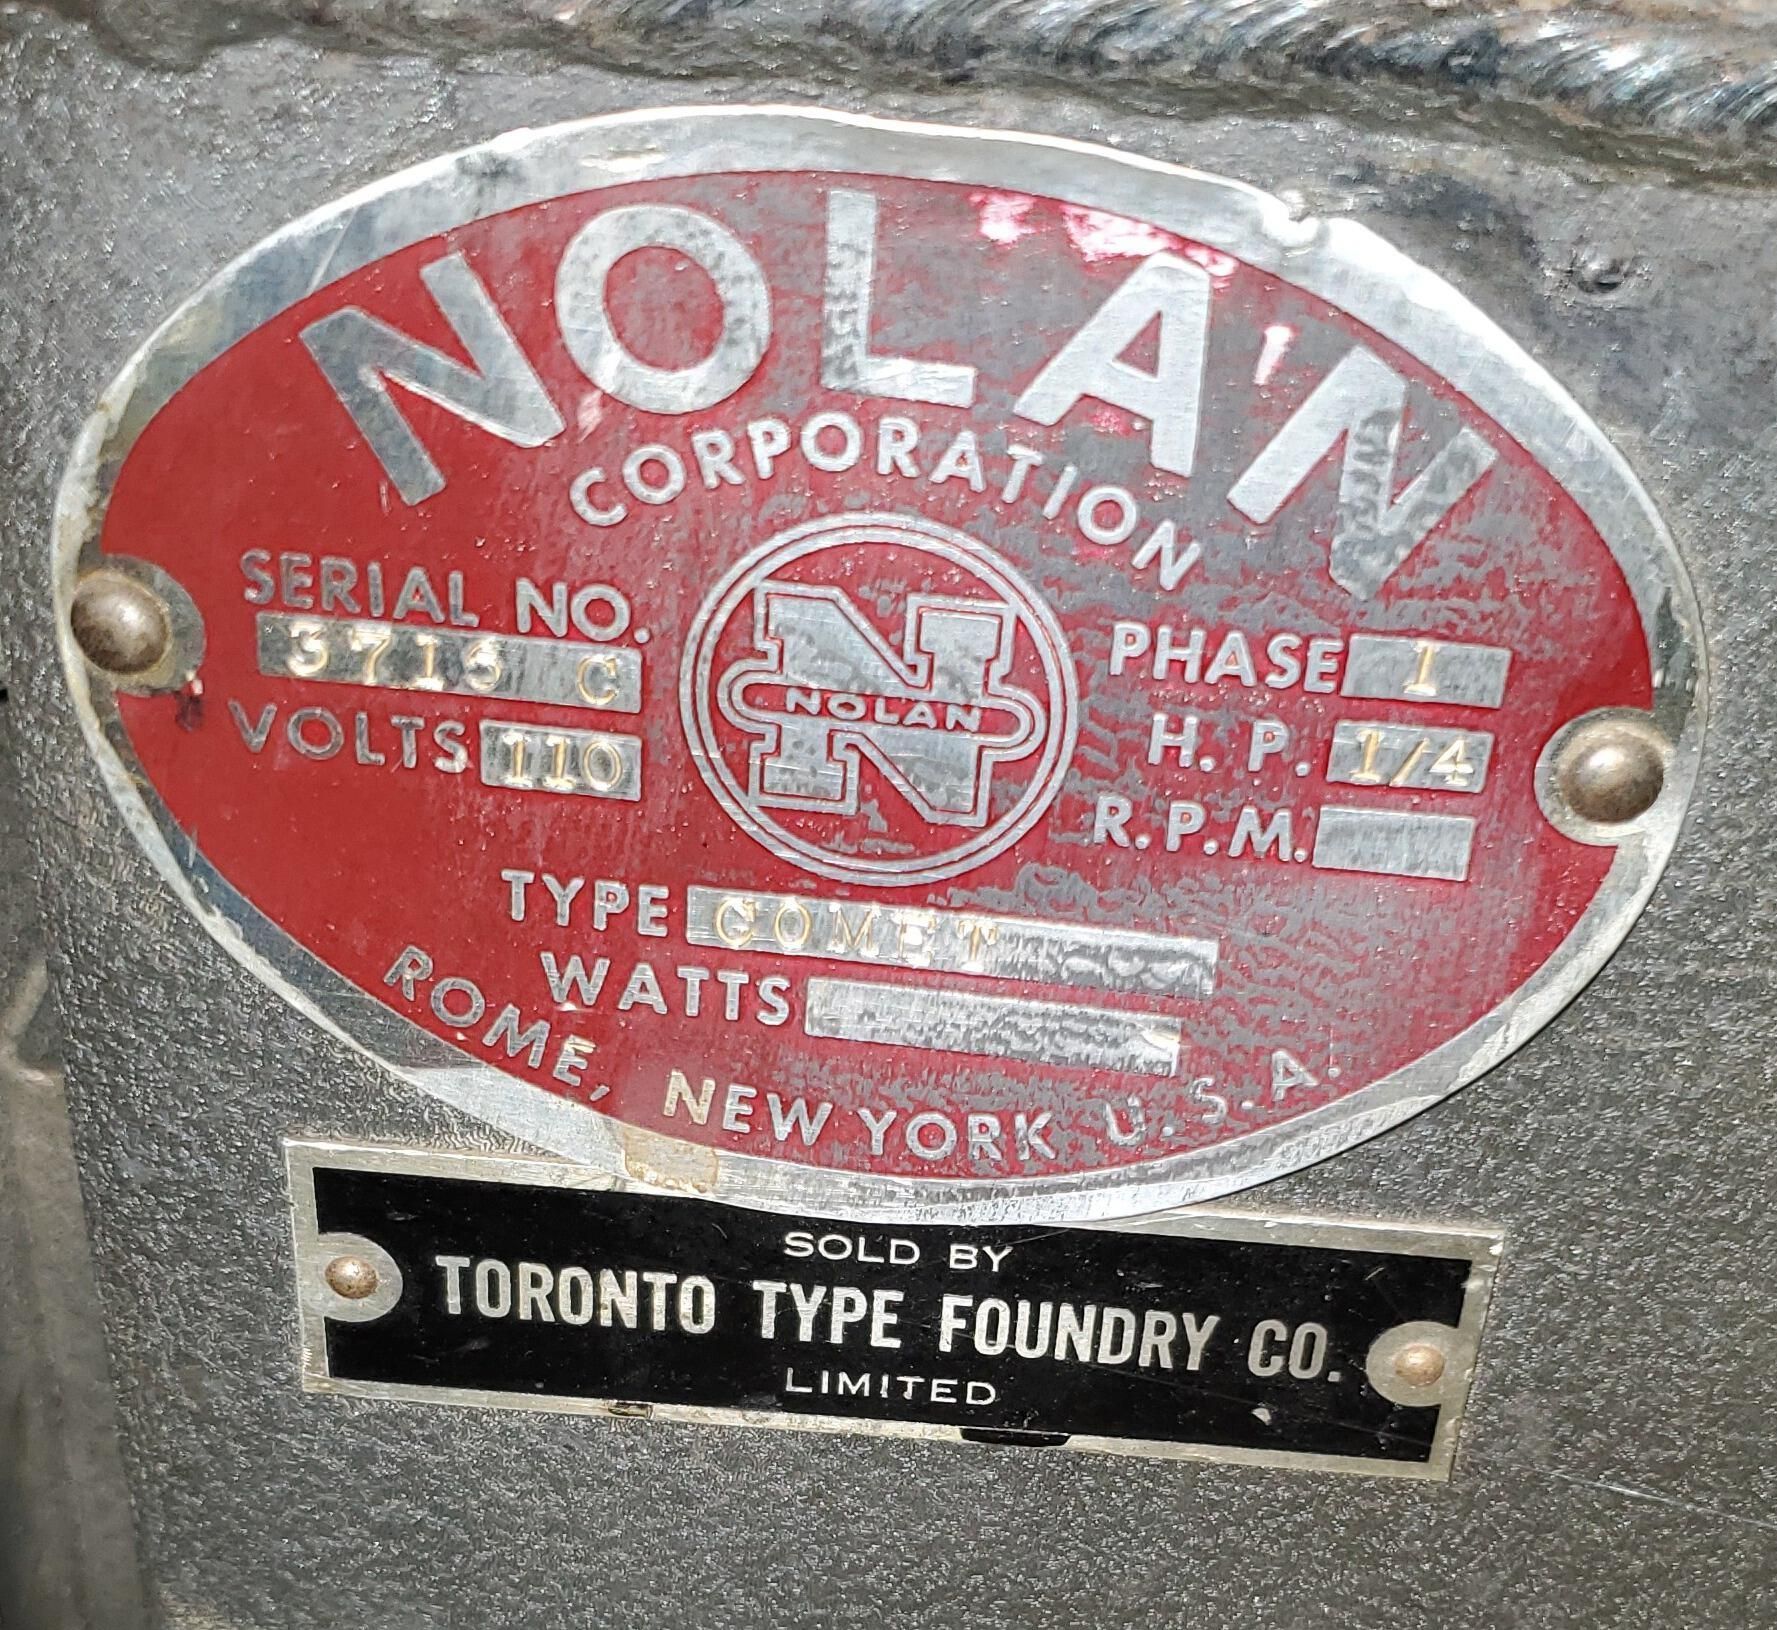 NOLAN
CORPORATION
SERIAL NO.
3715 C
VOLTS 110
NOLAN
PHASE 1
H. P. 1/4
R.P.M.
TYPE COMET
WATTS
ROME, NEW YORK U.S.A.
SOLD BY
TORONTO TYPE FOUNDRY CO.
LIMITED